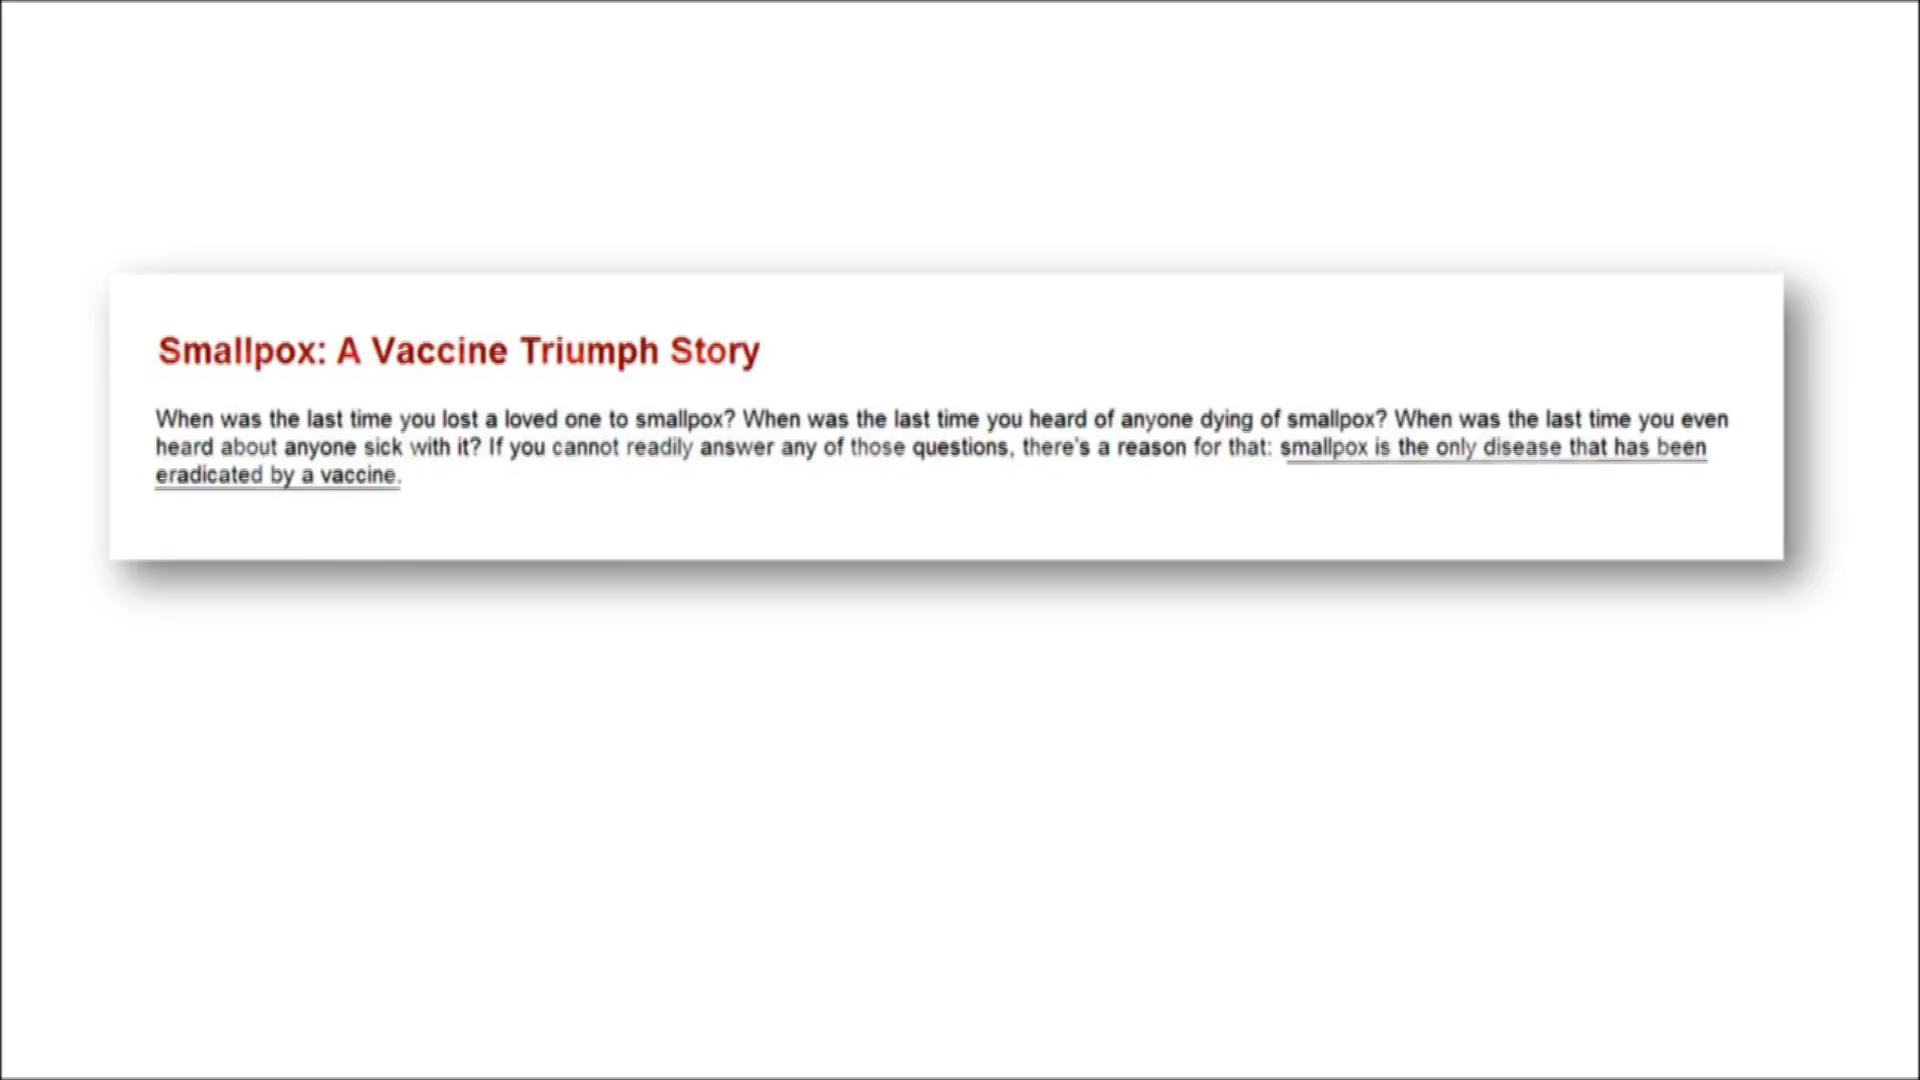 Smallpox: A Vaccine Triumph Story
When was the last time you lost a loved one to smallpox? When was the last time you heard of anyone dying of smallpox? When was the last time you even
heard about anyone sick with it? If you cannot readily answer any of those questions, there's a reason for that: smallpox is the only disease that has been
eradicated by a vaccine.